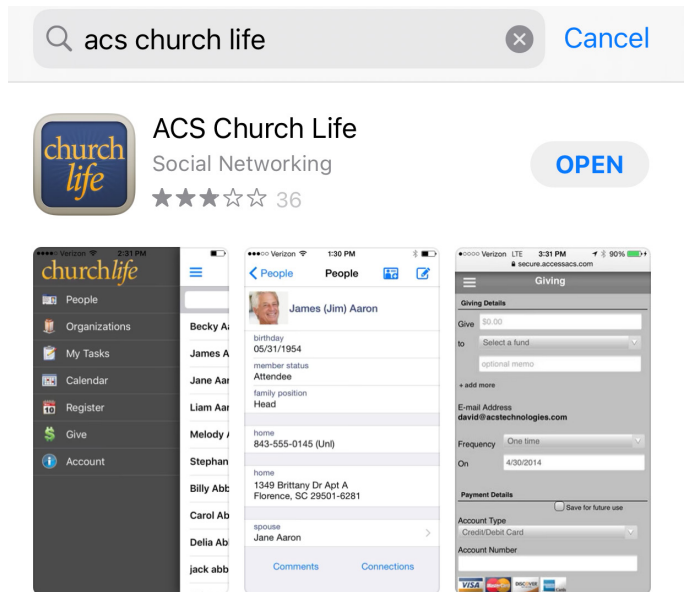 acs church life
Cancel
church
life
ACS Church Life
Social Networking
36
OPEN
Verizon 2:31 PM
churchlife
People
Organizations
My Tasks
Calendar
10 Register
Give
Account
Becky
James A
Jane Aar
Liam Aar
Melody
Stephan
Billy Abb
Carol Ab
Delia Ab
jack abb
Verizon 1:30 PM
People People
James (Jim) Aaron
birthday
05/31/1954
member status
Attendee
family position
Head
home
843-555-0145 (Unl)
home
1349 Brittany Dr Apt A
Florence, SC 29501-6281
spouse
Jane Aaron
Comments Connections
Verizon LTE 3:31 PM 90%
secure.accessacs.com
Giving
Giving Details
Give $0.00
to Select a fund
optional memo
+ add more
E-mail Address
david@acstechnologies.com
Frequency One time
On 4/30/2014
Payment Details
Save for future use
Account Type
Credit/Debit Card
Account Number
VISA DISCOVER